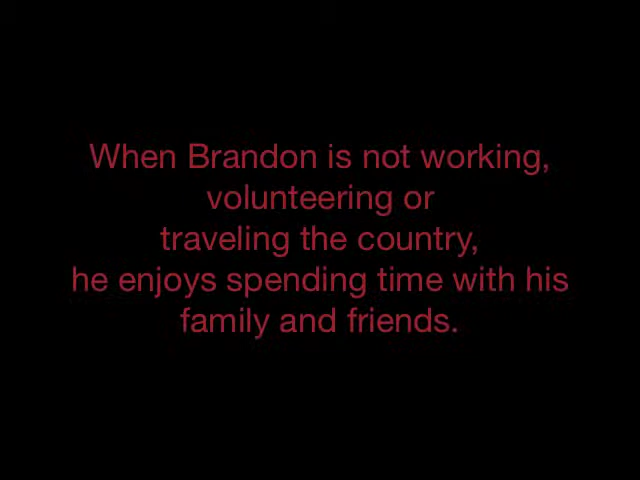 When Brandon is not working,
volunteering or
traveling the country,
he enjoys spending time with his
family and friends.